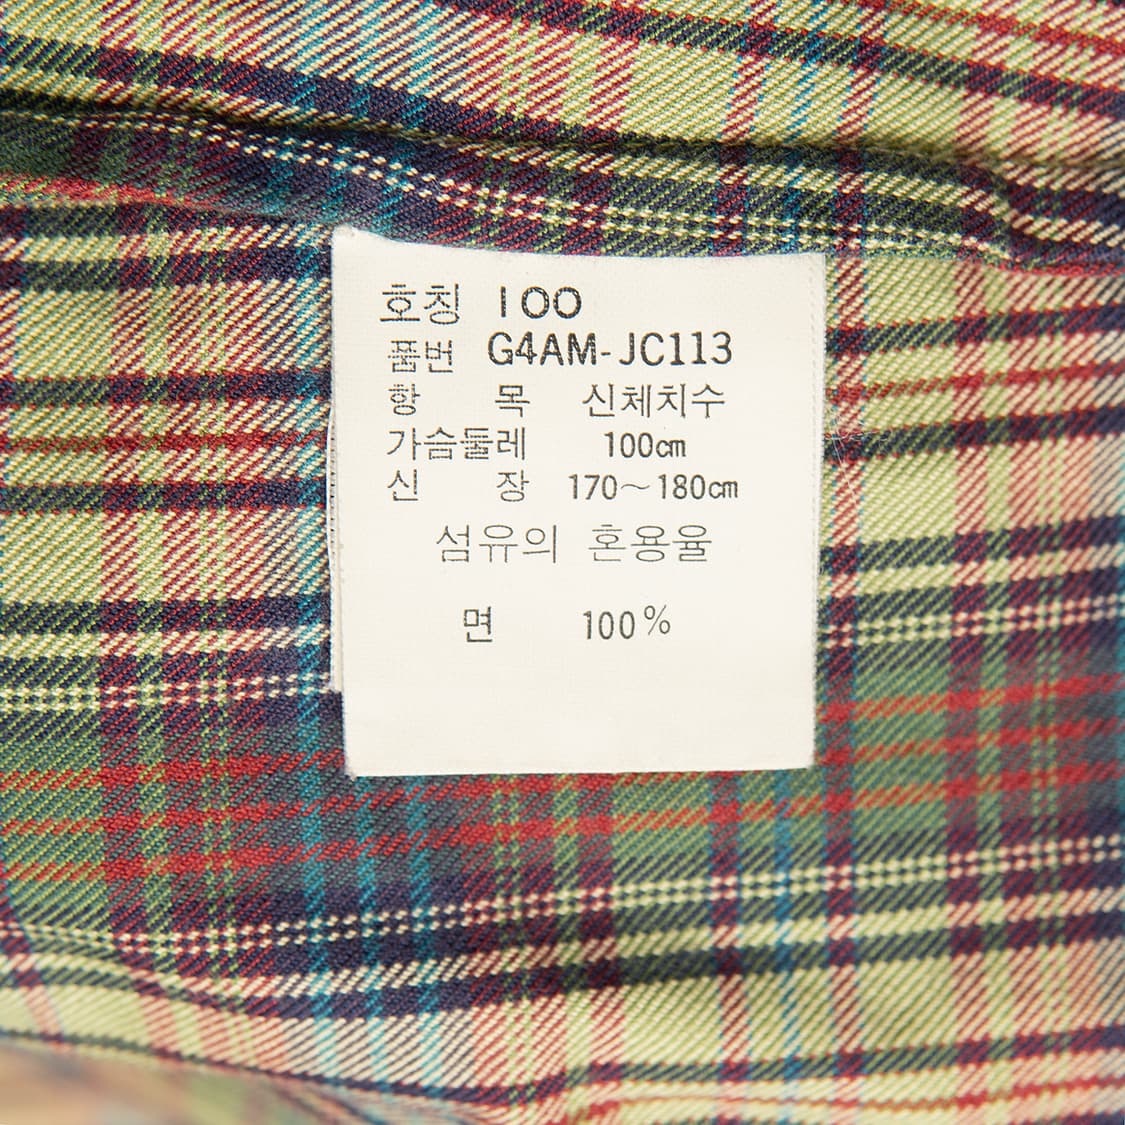 호칭 100
품번 G4AM-JC113
항 목 신체치수
가슴둘레 100cm
신 장 170~180cm
섬유의 혼용율
면 100%